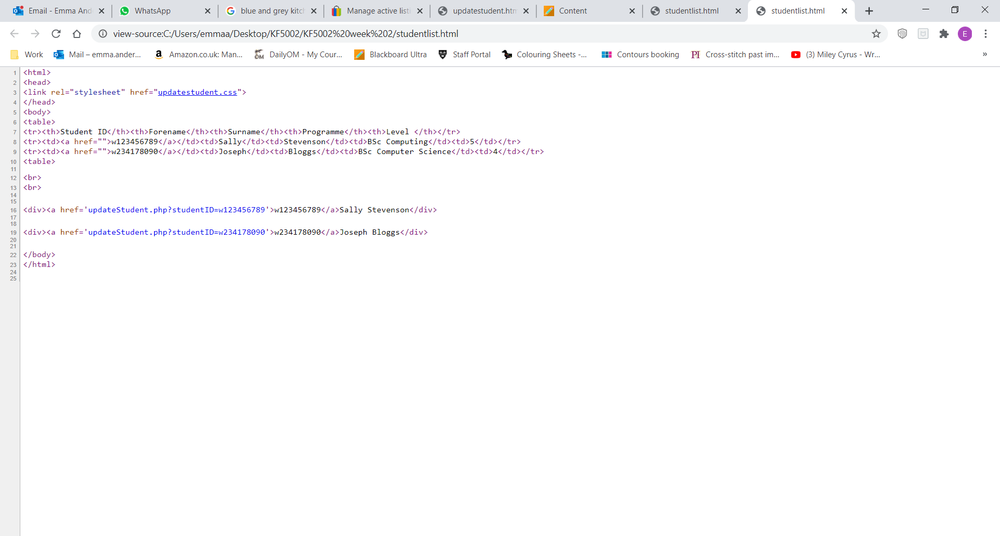 Email - Emma And WhatsApp blue and grey kitch Manage active listi updatestudent.htm Content studentlist.html studentlist.html
view-source:C:/Users/emmaa/Desktop/KF5002/KF5002%20week%202/studentlist.html E
Work Mail – emma.ander... Amazon.co.uk: Man... DailyOM - My Cour... Blackboard Ultra Staff Portal Colouring Sheets -... Contours booking PI Cross-stitch past im... (3) Miley Cyrus - Wr... »
1 <html>
2 <head>
3 <link rel="stylesheet" href="updatestudent.css">
4 </head>
5 <body>
6 <table>
7 <tr><th>Student ID</th><th>Forename</th><th>Surname</th><th>Programme</th><th>Level </th></tr>
8 <tr><td><a href="">w123456789</a></td><td>Sally</td><td>Stevenson</td><td>BSc Computing</td><td>5</td></tr>
9 <tr><td><a href="">w234178090</a></td><td>Joseph</td><td>Bloggs</td><td>BSc Computer Science</td><td>4</td></tr>
10 <table>
11
12 <br>
13 <br>
14
15
16 <div><a href='updateStudent.php?studentID=w123456789'>w123456789</a>Sally Stevenson</div>
17
18
19 <div><a href='updateStudent.php?studentID=w234178090'>w234178090</a>Joseph Bloggs</div>
20
21
22 </body>
23 </html>
24
25